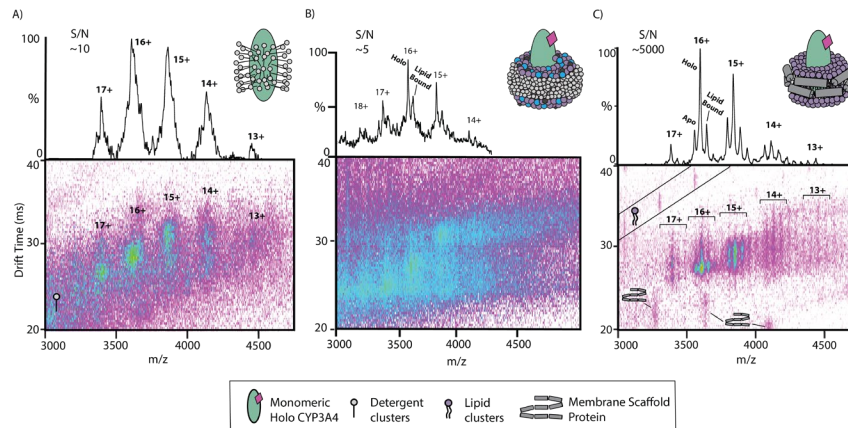 A)
S/N
~10
100
%
0
17+
16+
15+
14+
13+
40
30
20
Drift Time (ms)
17+
16+
15+
14+
13+
3000
3500
4000
4500
m/z
B)
S/N
~5
100
%
0
18+
17+
16+
Holo
Lipid
Bound
15+
14+
40
30
20
3000
3500
4000
4500
m/z
C)
S/N
~5000
100
%
0
17+
16+
Holo
Apo
Lipid
Bound
15+
14+
13+
40
30
20
17+
16+
15+
14+
13+
3000
3500
4000
4500
m/z
Monomeric
Holo CYP3A4
Detergent
clusters
Lipid
clusters
Membrane Scaffold
Protein